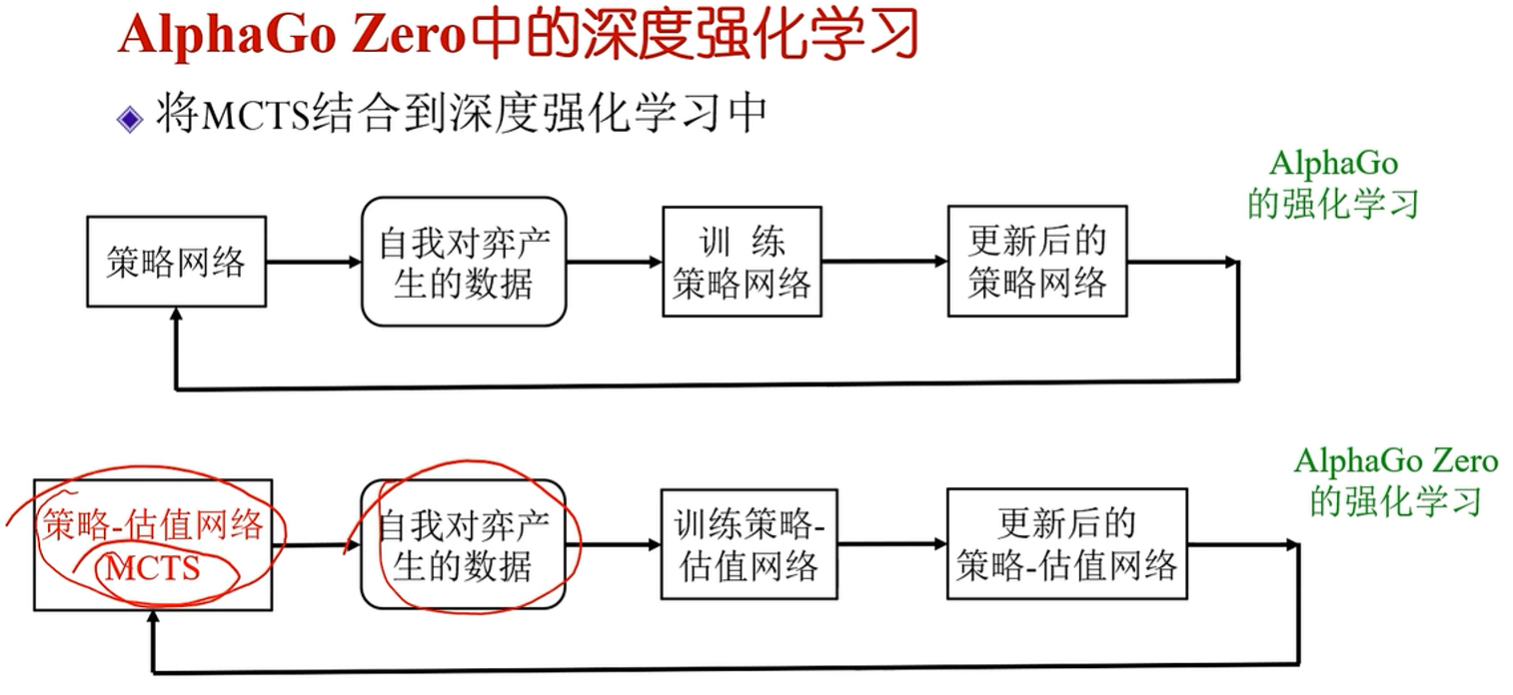 AlphaGo Zero中的深度强化学习
将MCTS结合到深度强化学习中
AlphaGo
的强化学习
策略网络
自我对弈产
生的数据
训 练
策略网络
更新后的
策略网络
AlphaGo Zero
的强化学习
策略-估值网络
MCTS
自我对弈产
生的数据
训练策略-
估值网络
更新后的
策略-估值网络